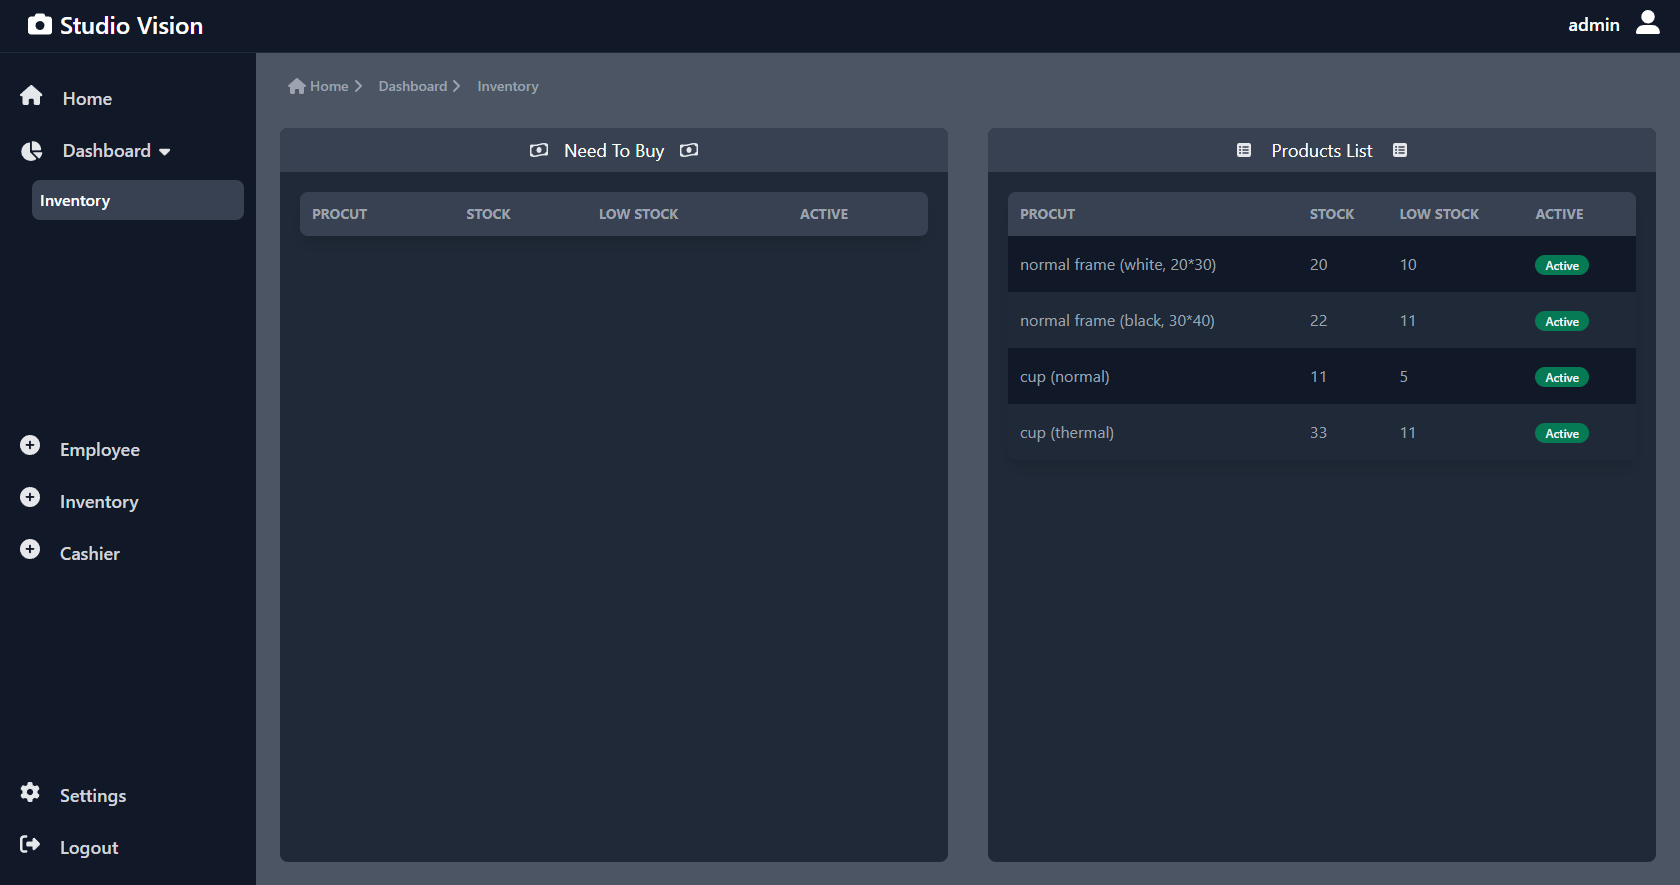 Studio Vision
admin
Home
Dashboard
Inventory
Employee
Inventory
Cashier
Settings
Logout
Home Dashboard Inventory
Need To Buy
PROCUT STOCK LOW STOCK ACTIVE
Products List
PROCUT STOCK LOW STOCK ACTIVE
normal frame (white, 20*30) 20 10 Active
normal frame (black, 30*40) 22 11 Active
cup (normal) 11 5 Active
cup (thermal) 33 11 Active